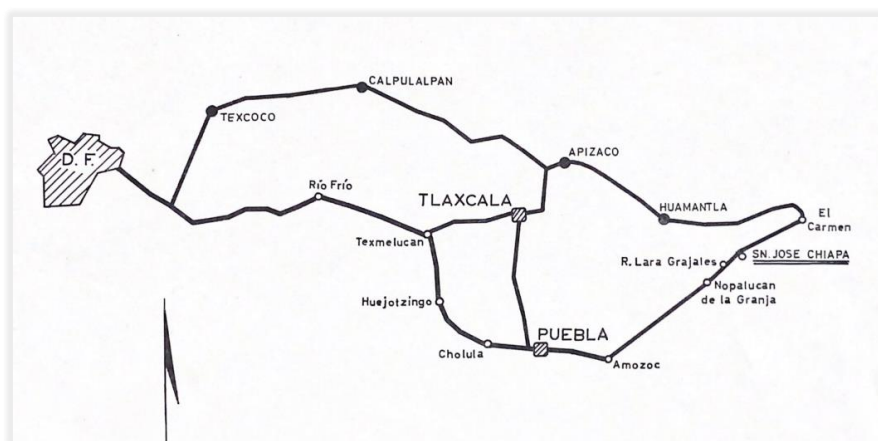 CALPULALPAN
TEXCOCO
D. F.
APIZACO
Río Frío
TLAXCALA
HUAMANTLA
El
Carmen
Texmelucan
R. Lara Grajales
SN. JOSE CHIAPA
Nopalucan
de la Granja
Huejotzingo
PUEBLA
Cholula
Amozoc